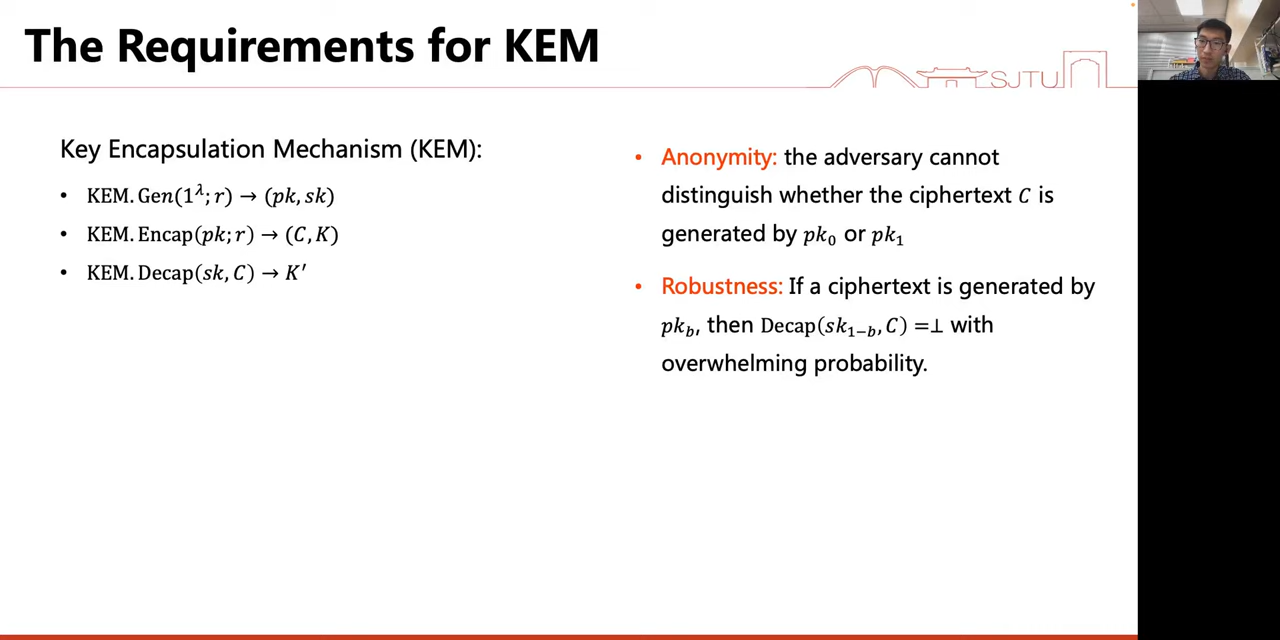 The Requirements for KEM
SJTU
Key Encapsulation Mechanism (KEM):
• KEM. Gen(1^λ; r) → (pk, sk)
• KEM. Encap(pk; r) → (C, K)
• KEM. Decap(sk, C) → K′
• Anonymity: the adversary cannot
distinguish whether the ciphertext C is
generated by pk₀ or pk₁
• Robustness: If a ciphertext is generated by
pk_b, then Decap(sk_{1−b}, C) =⊥ with
overwhelming probability.